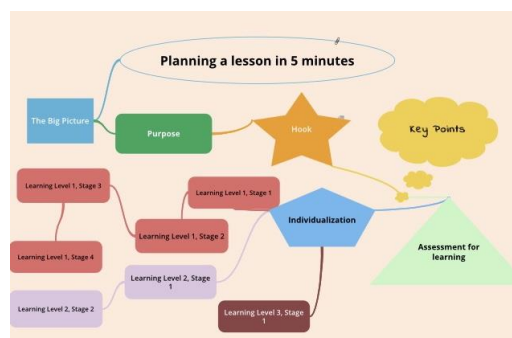 Planning a lesson in 5 minutes
The Big Picture
Purpose
Hook
Key Points
Learning Level 1, Stage 3
Learning Level 1, Stage 1
Learning Level 1, Stage 2
Individualization
Learning Level 1, Stage 4
Assessment for
learning
Learning Level 2, Stage
1
Learning Level 2, Stage 2
Learning Level 3, Stage
1